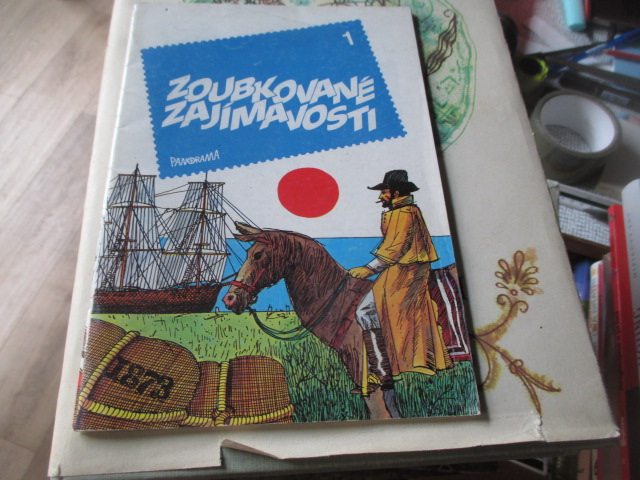 1
ZOUBKOVANÉ
ZAJÍMAVOSTI
PANORAMA
1873